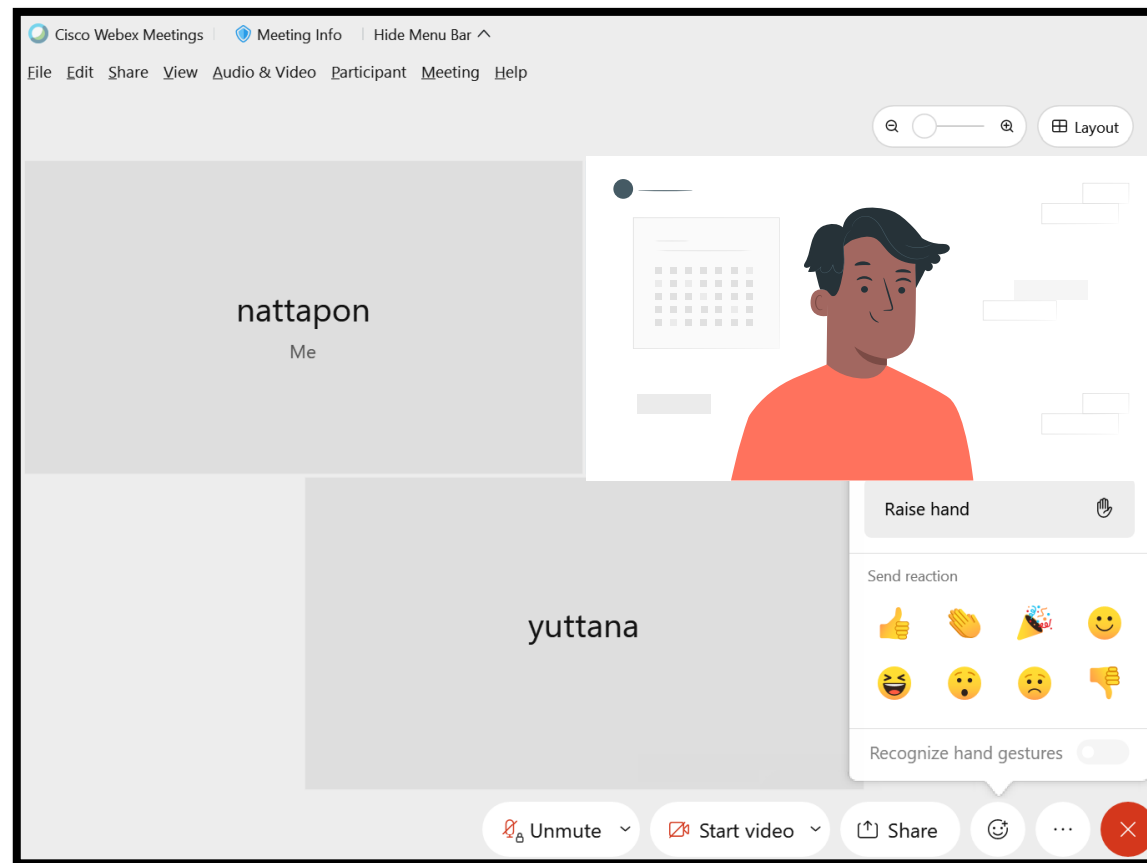 Cisco Webex Meetings Meeting Info Hide Menu Bar
File Edit Share View Audio & Video Participant Meeting Help
Layout
nattapon
Me
Raise hand
Send reaction
yuttana
Recognize hand gestures
Unmute Start video Share